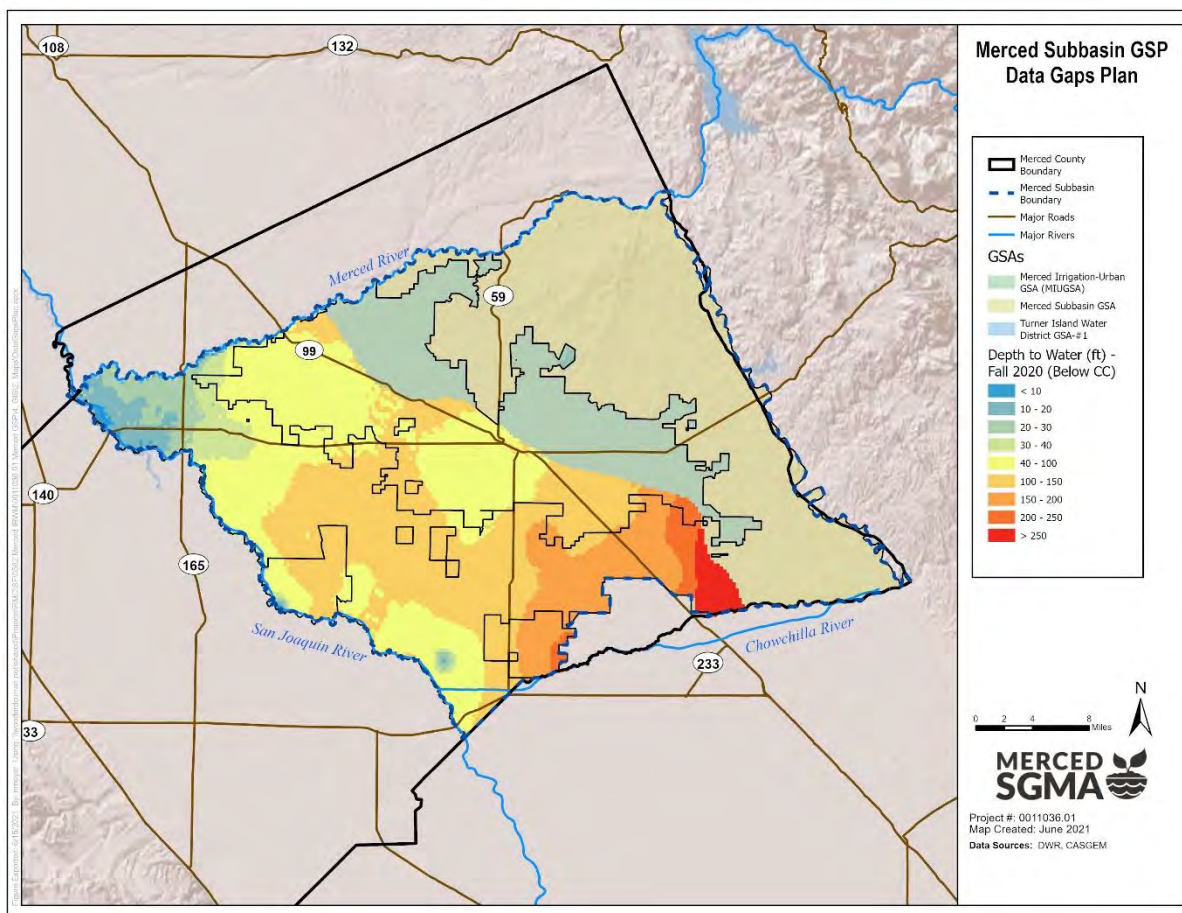 Merced Subbasin GSP
Data Gaps Plan
Merced County
Boundary
Merced Subbasin
Boundary
Major Roads
Major Rivers
GSAs
Merced Irrigation-Urban
GSA (MIUGSA)
Merced Subbasin GSA
Turner Island Water
District GSA-#1
Depth to Water (ft) -
Fall 2020 (Below CC)
< 10
10 - 20
20 - 30
30 - 40
40 - 100
100 - 150
150 - 200
200 - 250
> 250
N
0 2 4 8
Miles
MERCED
SGMA
Project #: 0011036.01
Map Created: June 2021
Data Sources: DWR, CASGEM
108
132
Merced River
59
99
140
165
San Joaquin River
Chowchilla River
233
33